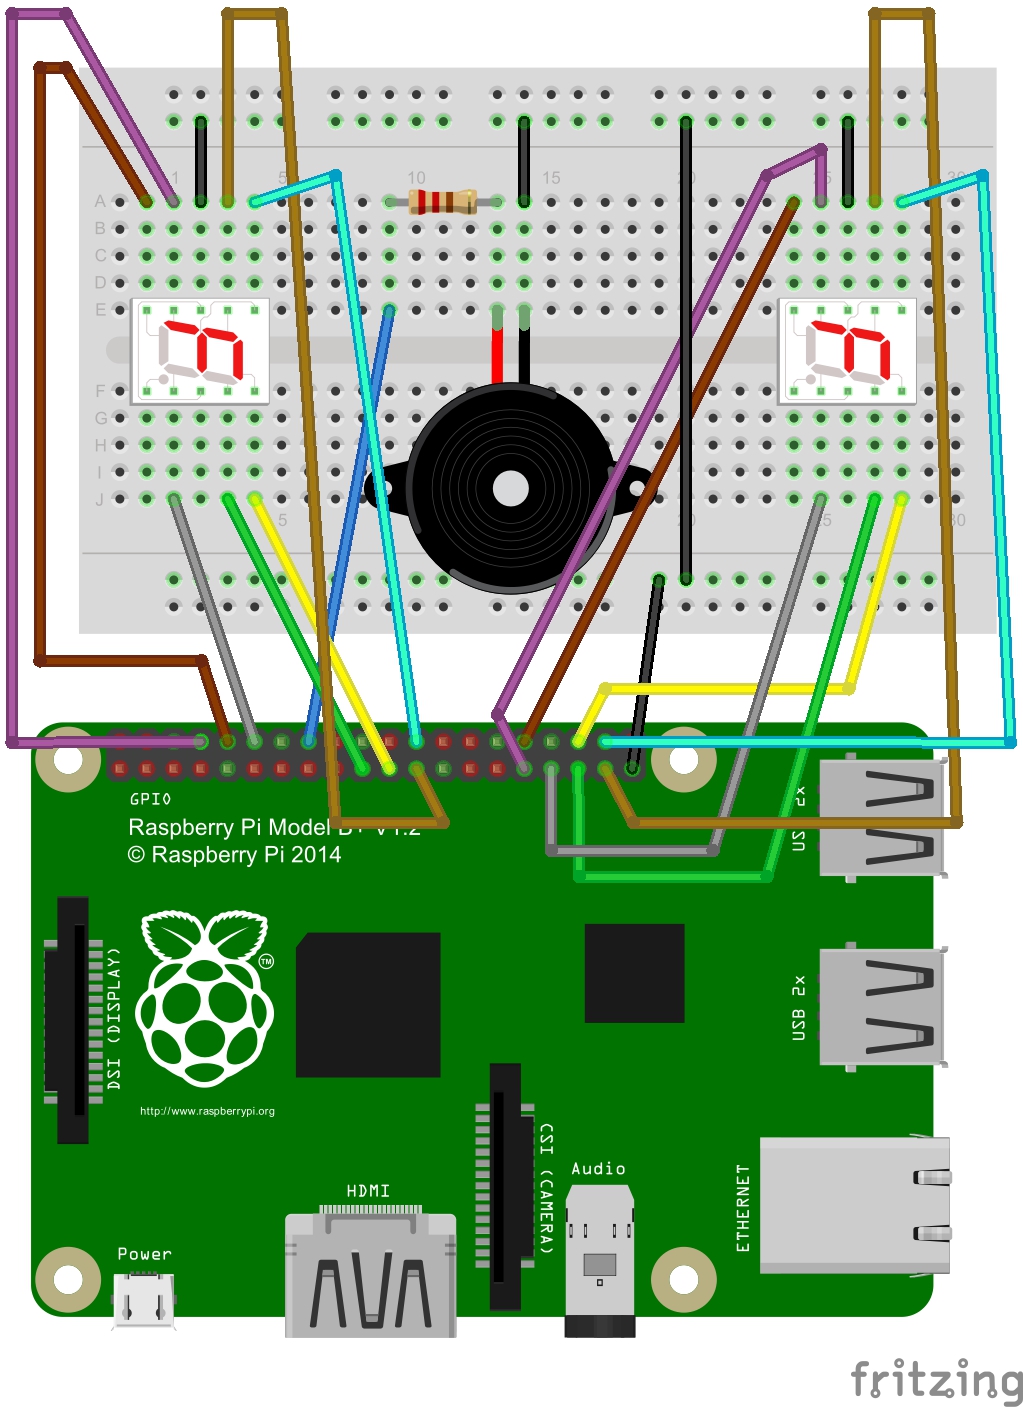 1 5 10 15 20 25 30
A
B
C
D
E
F
G
H
I
J
5 20 25 30
GPIO
Raspberry Pi Model B+ V1.2
© Raspberry Pi 2014
USB 2x
DSI (DISPLAY)
TM
USB 2x
http://www.raspberrypi.org
CSI (CAMERA)
Audio
ETHERNET
HDMI
Power
fritzing